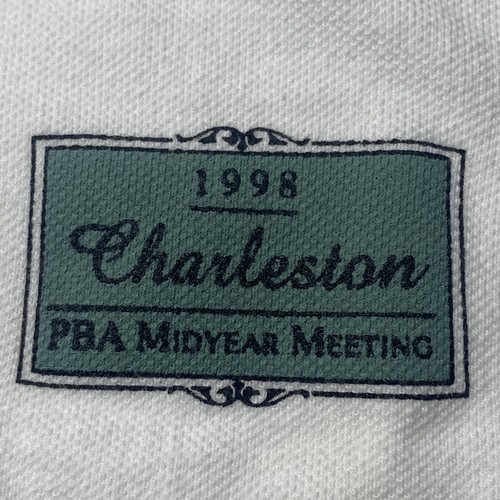 1998
Charleston
PBA MIDYEAR MEETING